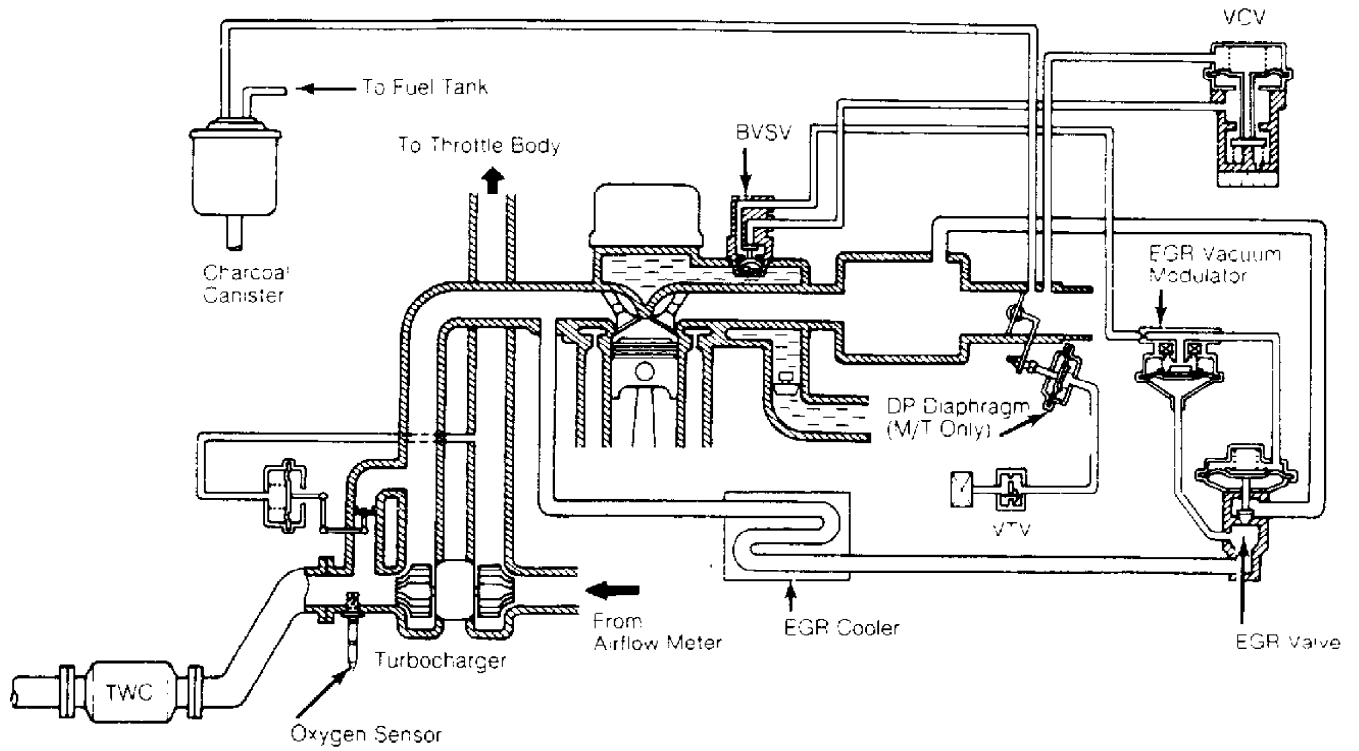 VCV
To Fuel Tank
BVSV
To Throttle Body
EGR Vacuum
Modulator
Charcoal
Canister
DP Diaphragm
(M/T Only)
VTV
From
Airflow Meter
EGR Cooler
EGR Valve
Turbocharger
TWC
Oxygen Sensor